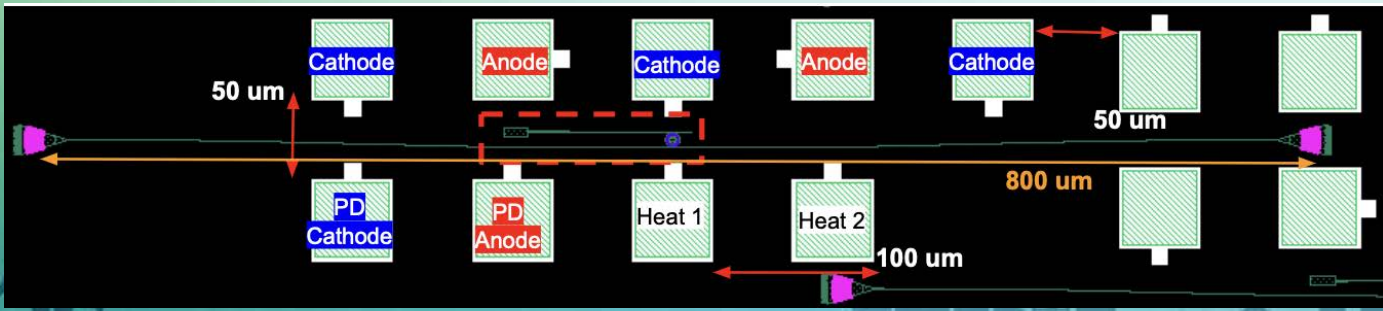 Cathode
Anode
Cathode
Anode
Cathode
50 um
50 um
800 um
PD
Cathode
PD
Anode
Heat 1
Heat 2
100 um